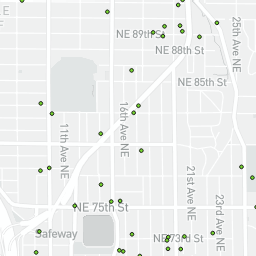 NE 89th St
NE 88th St
25th Ave NE
NE 85th St
16th Ave NE
11th Ave NE
21st Ave NE
23rd Ave NE
NE 75th St
Safeway
NE 73rd St